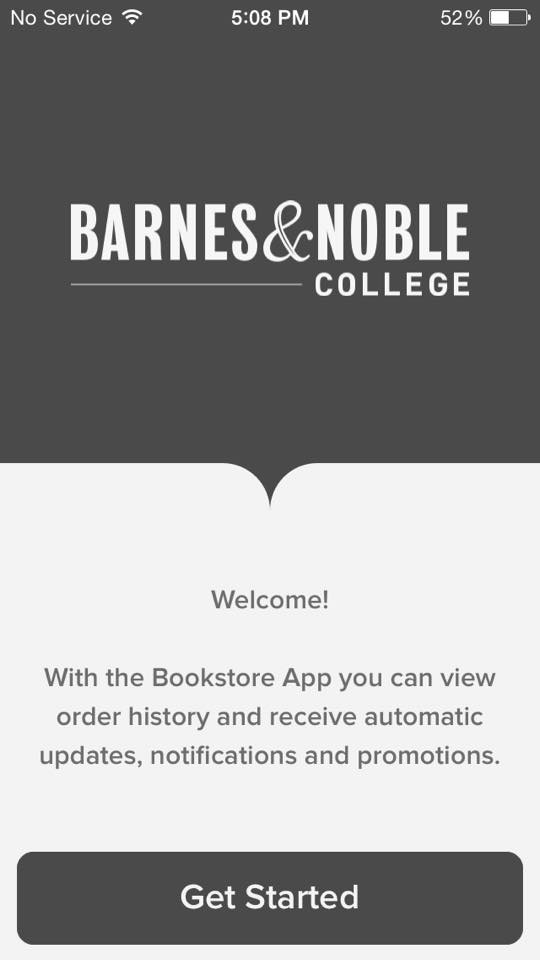 No Service 5:08 PM 52%
BARNES&NOBLE
COLLEGE
Welcome!
With the Bookstore App you can view
order history and receive automatic
updates, notifications and promotions.
Get Started